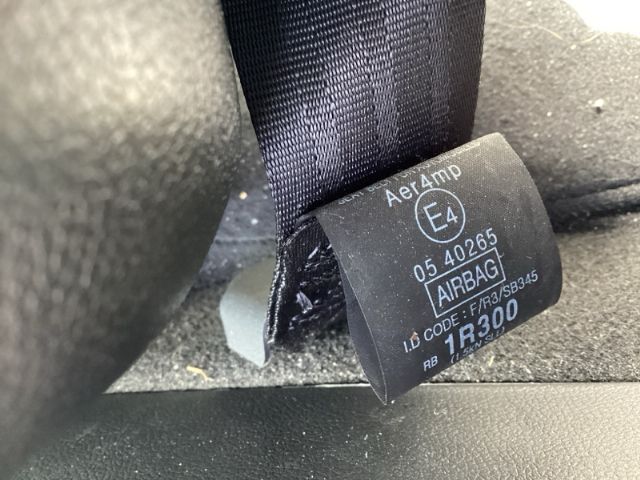 Aer4mp
E4
05 40265
AIRBAG
I.D CODE : F/R3/SB345
RB 1R300